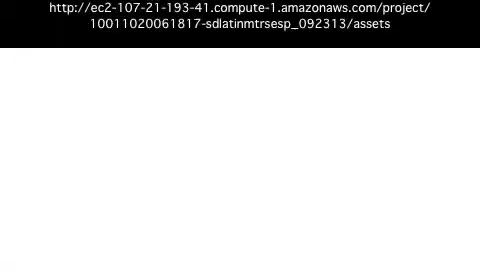 http://ec2-107-21-193-41.compute-1.amazonaws.com/project/
10011020061817-sdlatinmtrsesp_092313/assets